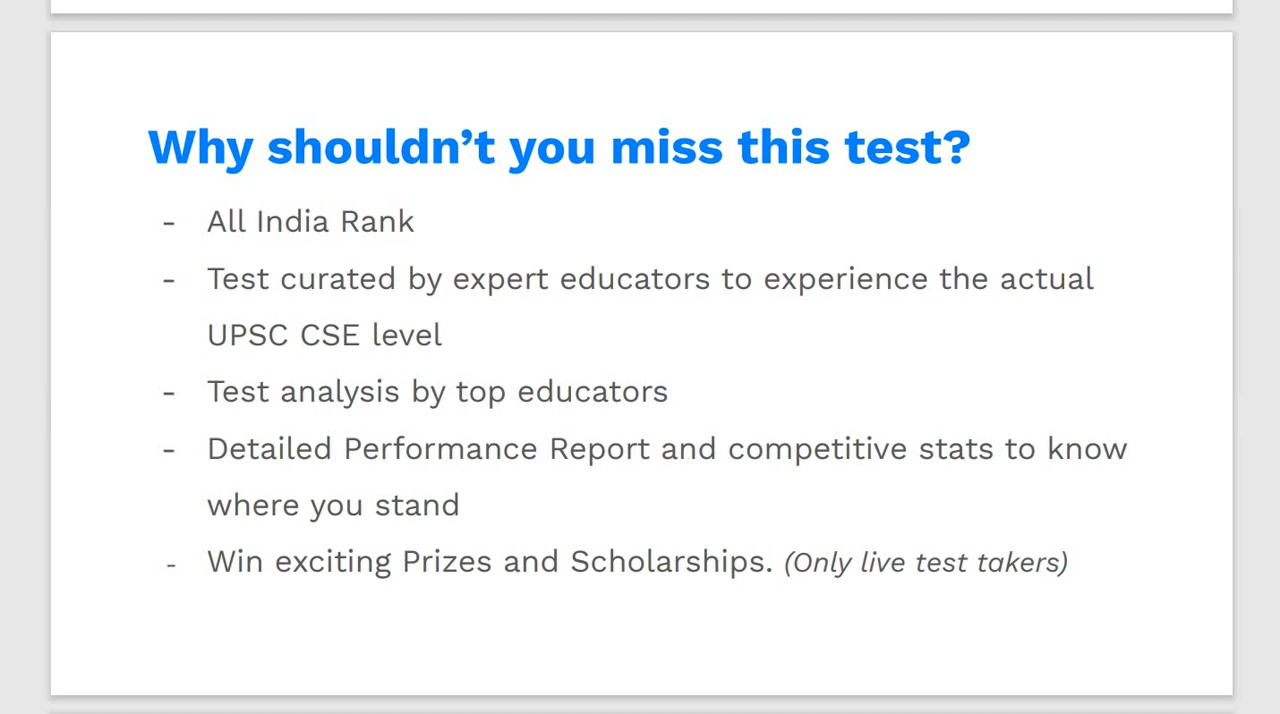 Why shouldn’t you miss this test?
- All India Rank
- Test curated by expert educators to experience the actual
UPSC CSE level
- Test analysis by top educators
- Detailed Performance Report and competitive stats to know
where you stand
- Win exciting Prizes and Scholarships. (Only live test takers)